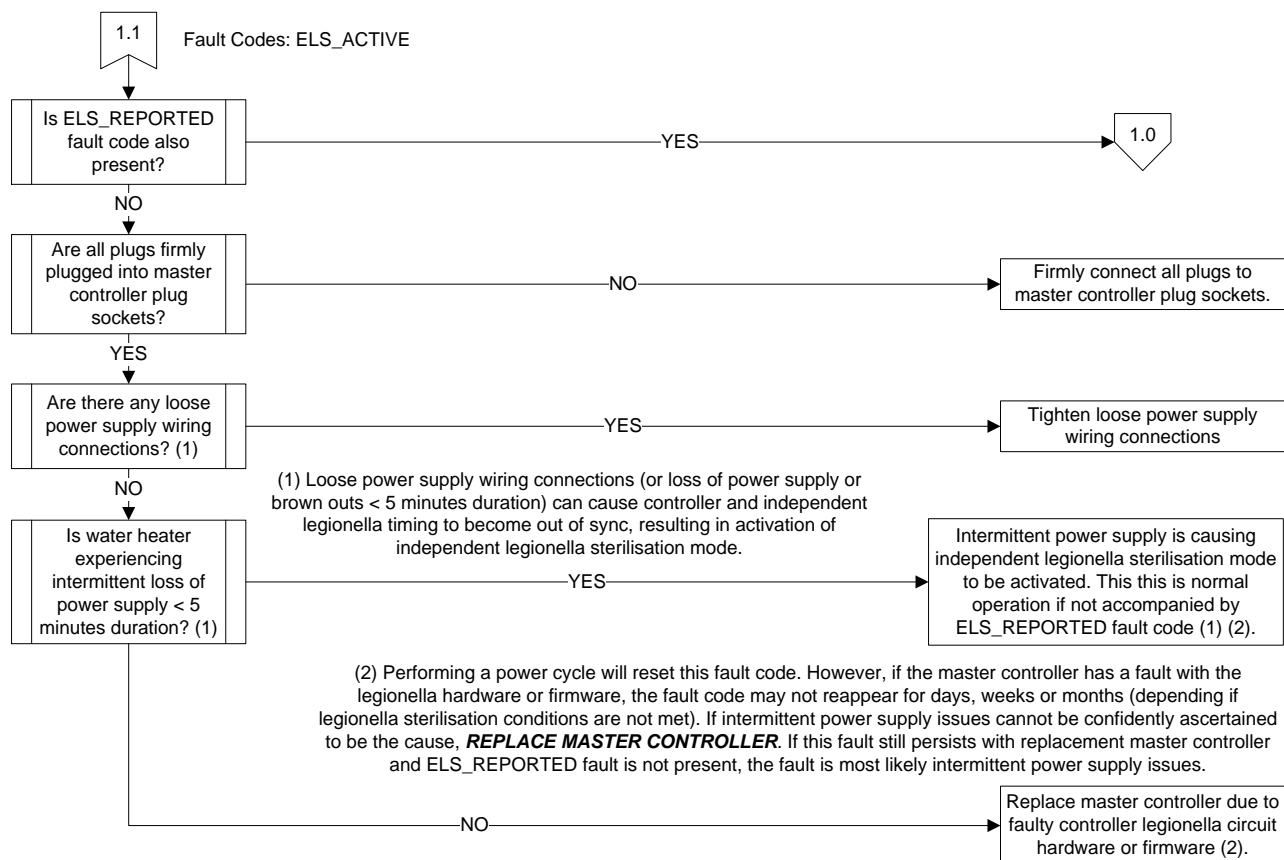 1.1
Fault Codes: ELS_ACTIVE
Is ELS_REPORTED
fault code also
present?
YES
1.0
NO
Are all plugs firmly
plugged into master
controller plug
sockets?
NO
Firmly connect all plugs to
master controller plug sockets.
YES
Are there any loose
power supply wiring
connections? (1)
YES
Tighten loose power supply
wiring connections
NO
(1) Loose power supply wiring connections (or loss of power supply or
brown outs < 5 minutes duration) can cause controller and independent
legionella timing to become out of sync, resulting in activation of
independent legionella sterilisation mode.
Is water heater
experiencing
intermittent loss of
power supply < 5
minutes duration? (1)
YES
Intermittent power supply is causing
independent legionella sterilisation mode
to be activated. This this is normal
operation if not accompanied by
ELS_REPORTED fault code (1) (2).
(2) Performing a power cycle will reset this fault code. However, if the master controller has a fault with the
legionella hardware or firmware, the fault code may not reappear for days, weeks or months (depending if
legionella sterilisation conditions are not met). If intermittent power supply issues cannot be confidently ascertained
to be the cause, REPLACE MASTER CONTROLLER. If this fault still persists with replacement master controller
and ELS_REPORTED fault is not present, the fault is most likely intermittent power supply issues.
NO
Replace master controller due to
faulty controller legionella circuit
hardware or firmware (2).